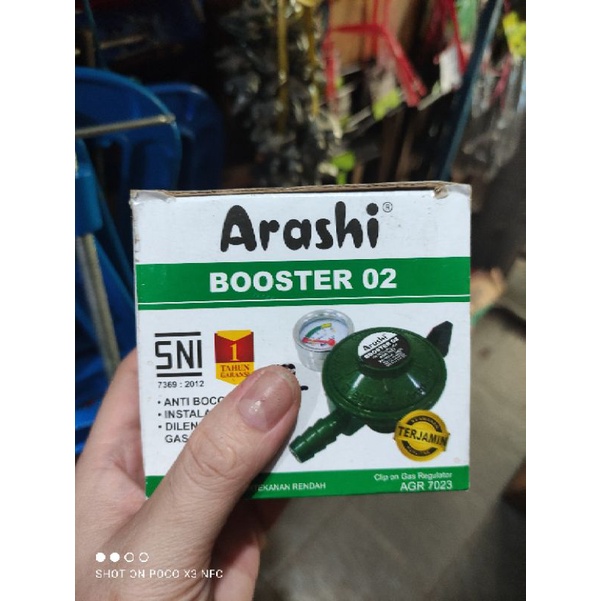 Arashi®
BOOSTER 02
SNI
7369 : 2012
1
TAHUN
GARANSI
Arashi
BOOSTER 02
• ANTI BOCO
• INSTALA
• DILEN
GAS
TERJAMIN
TEKANAN RENDAH
Clip on Gas Regulator
AGR 7023
SHOT ON POCO X3 NFC